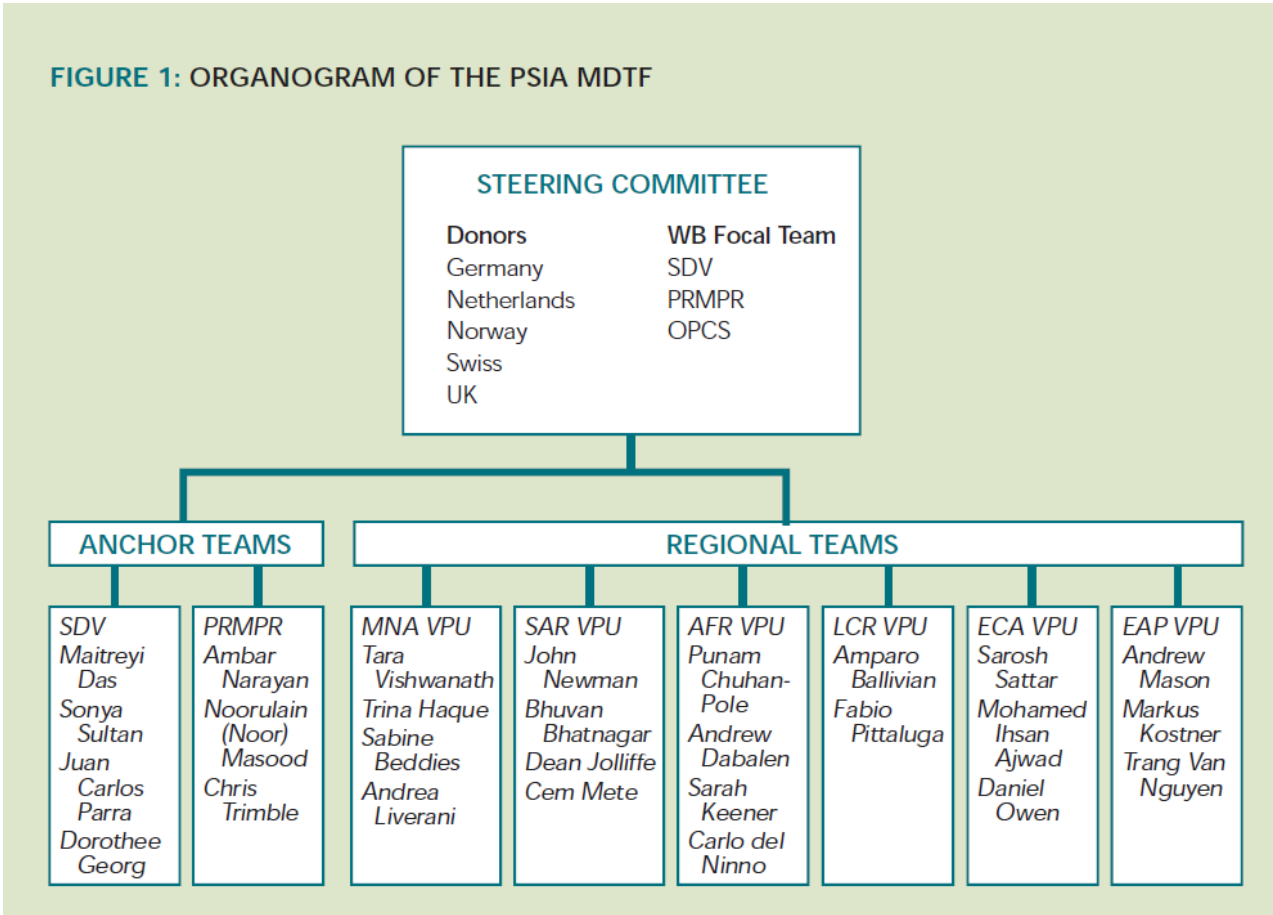 FIGURE 1: ORGANOGRAM OF THE PSIA MDTF
STEERING COMMITTEE
Donors
Germany
Netherlands
Norway
Swiss
UK
WB Focal Team
SDV
PRMPR
OPCS
ANCHOR TEAMS
SDV
Maitreyi
Das
Sonya
Sultan
Juan
Carlos
Parra
Dorothee
Georg
PRMPR
Ambar
Narayan
Noorulain
(Noor)
Masood
Chris
Trimble
REGIONAL TEAMS
MNA VPU
Tara
Vishwanath
Trina Haque
Sabine
Beddies
Andrea
Liverani
SAR VPU
John
Newman
Bhuvan
Bhatnagar
Dean Jolliffe
Cem Mete
AFR VPU
Punam
Chuhan-
Pole
Andrew
Dabalen
Sarah
Keener
Carlo del
Ninno
LCR VPU
Amparo
Ballivian
Fabio
Pittaluga
ECA VPU
Sarosh
Sattar
Mohamed
Ihsan
Ajwad
Daniel
Owen
EAP VPU
Andrew
Mason
Markus
Kostner
Trang Van
Nguyen